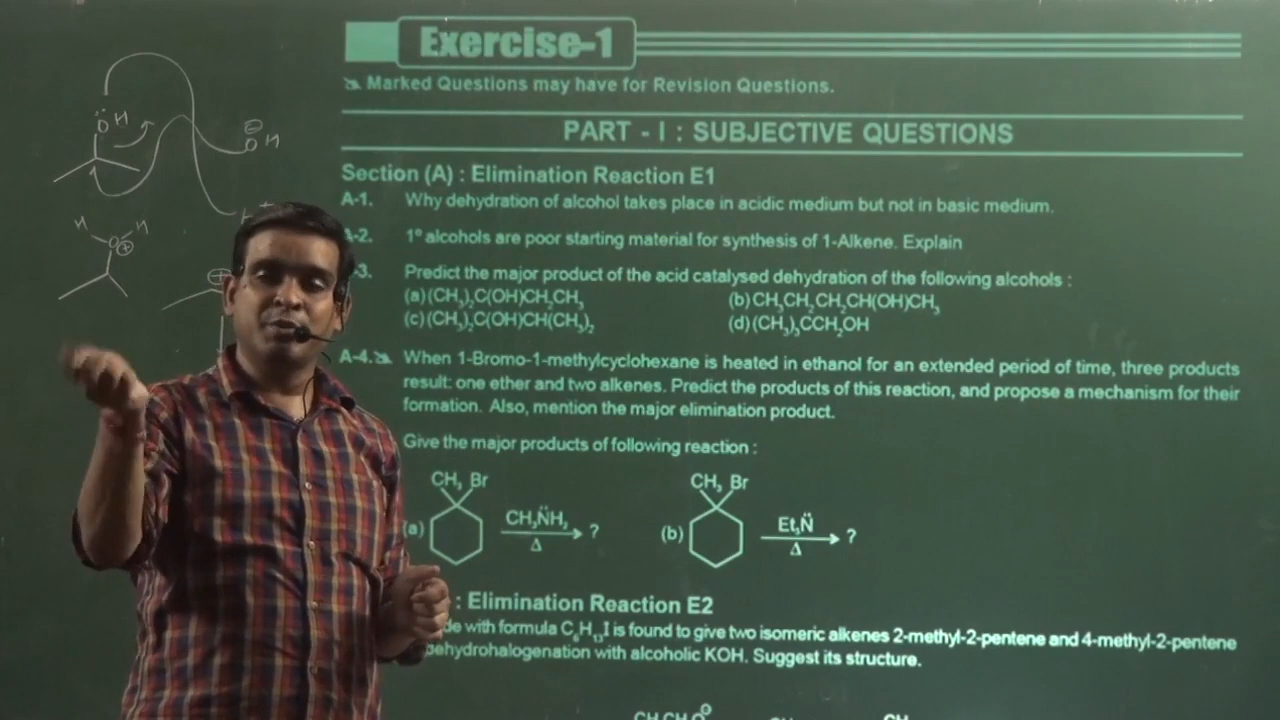 Exercise-1
Marked Questions may have for Revision Questions.
PART - I : SUBJECTIVE QUESTIONS
Section (A) : Elimination Reaction E1
A-1. Why dehydration of alcohol takes place in acidic medium but not in basic medium.
A-2. 1º alcohols are poor starting material for synthesis of 1-Alkene. Explain
-3. Predict the major product of the acid catalysed dehydration of the following alcohols :
(a) (CH₃)₂C(OH)CH₂CH₃ (b) CH₃CH₂CH₂CH(OH)CH₃
(c) (CH₃)₂C(OH)CH(CH₃)₂ (d) (CH₃)₃CCH₂OH
A-4. When 1-Bromo-1-methylcyclohexane is heated in ethanol for an extended period of time, three products
result: one ether and two alkenes. Predict the products of this reaction, and propose a mechanism for their
formation. Also, mention the major elimination product.
Give the major products of following reaction :
CH₃ Br CH₃ Br
(a) CH₃N̈H₂ Δ ? (b) Et₃N̈ Δ ?
: Elimination Reaction E2
de with formula C₆H₁₃I is found to give two isomeric alkenes 2-methyl-2-pentene and 4-methyl-2-pentene
dehydrohalogenation with alcoholic KOH. Suggest its structure.
ÖH
⊖
OH
H O H
⊕
⊕